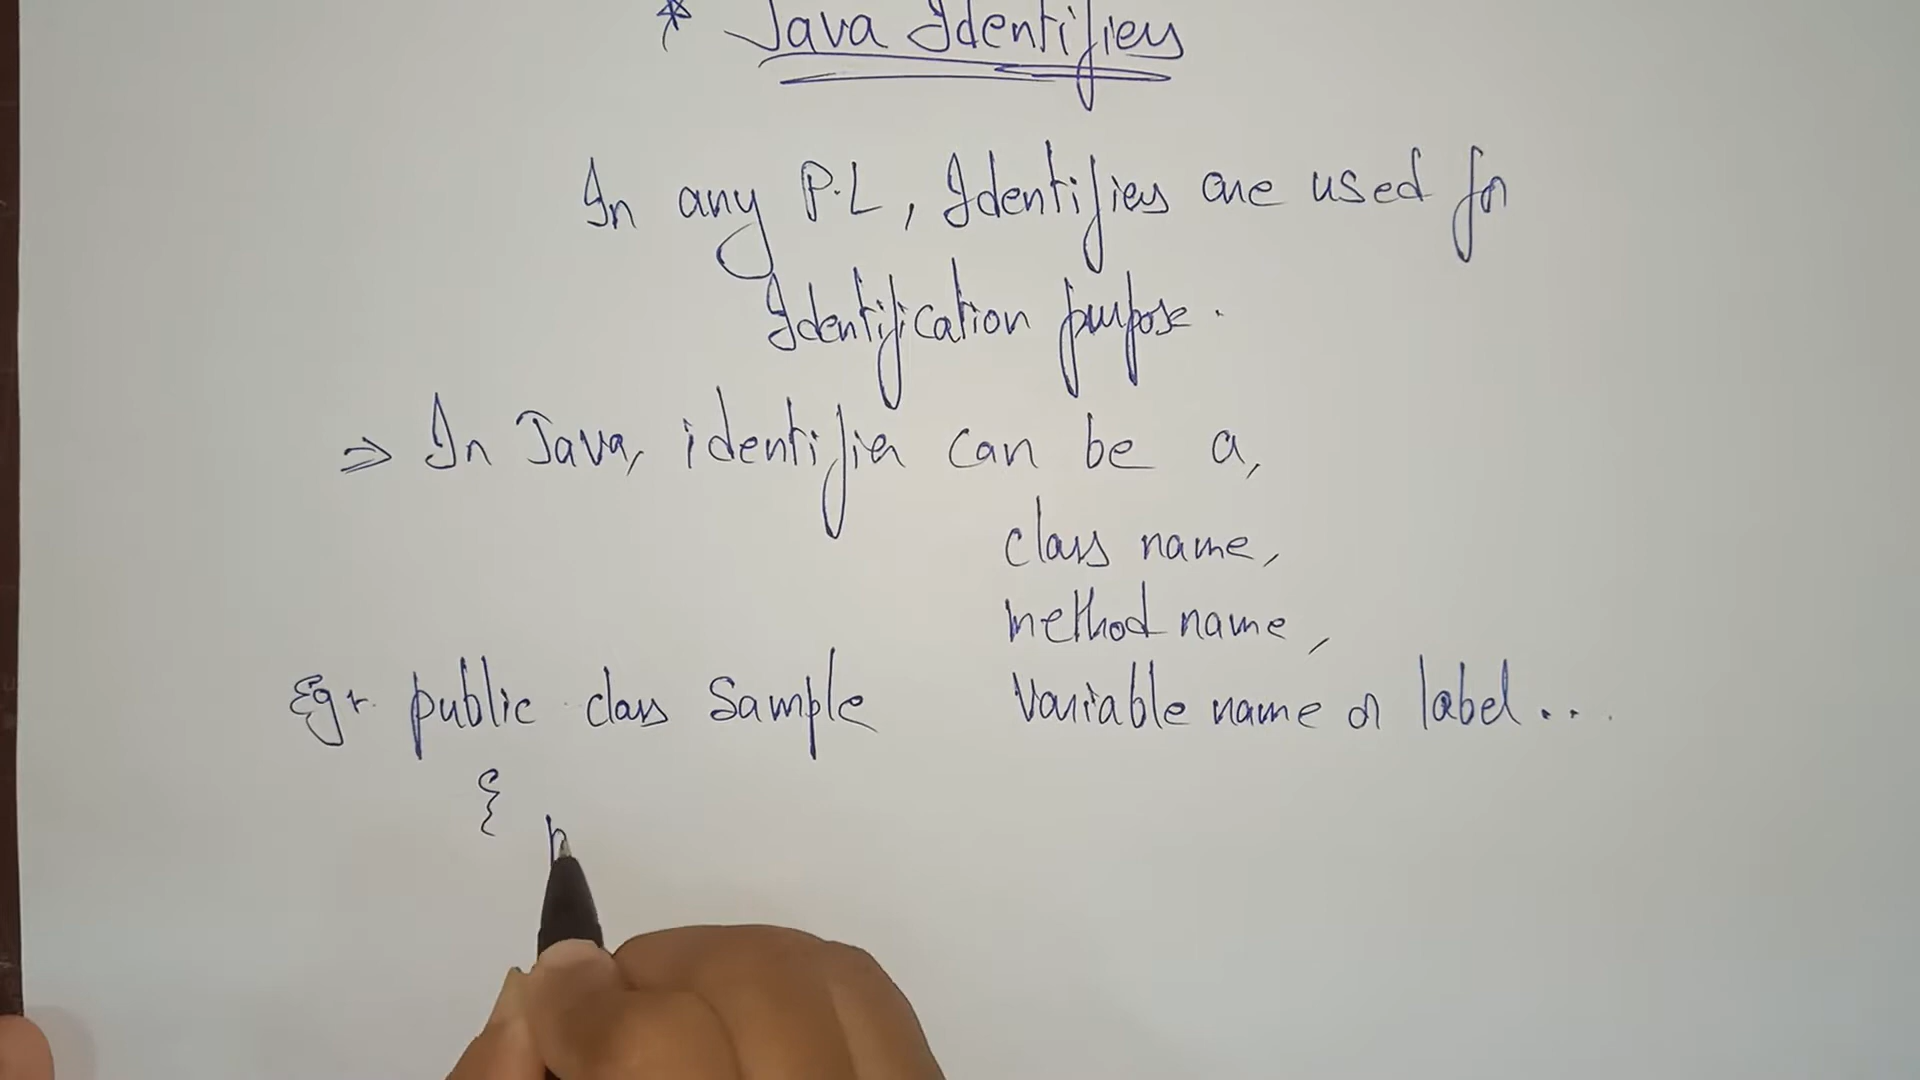 * Java Identifiers
In any P.L, Identifiers are used for
Identification purpose.
⇒ In Java, identifier can be a,
class name,
method name,
Eg:- public class Sample
variable name or label...
{ p